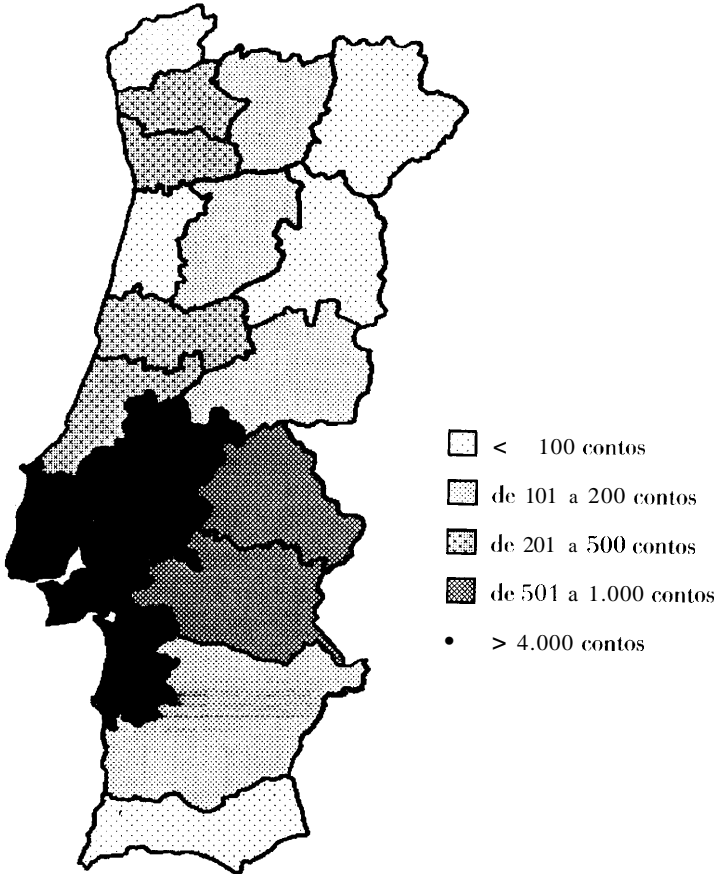 < 100 contos
de 101 a 200 contos
de 201 a 500 contos
de 501 a 1.000 contos
> 4.000 contos